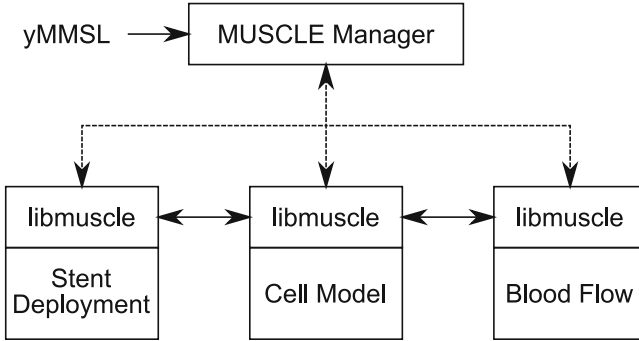 yMMSL
MUSCLE Manager
libmuscle
libmuscle
libmuscle
Stent
Deployment
Cell Model
Blood Flow